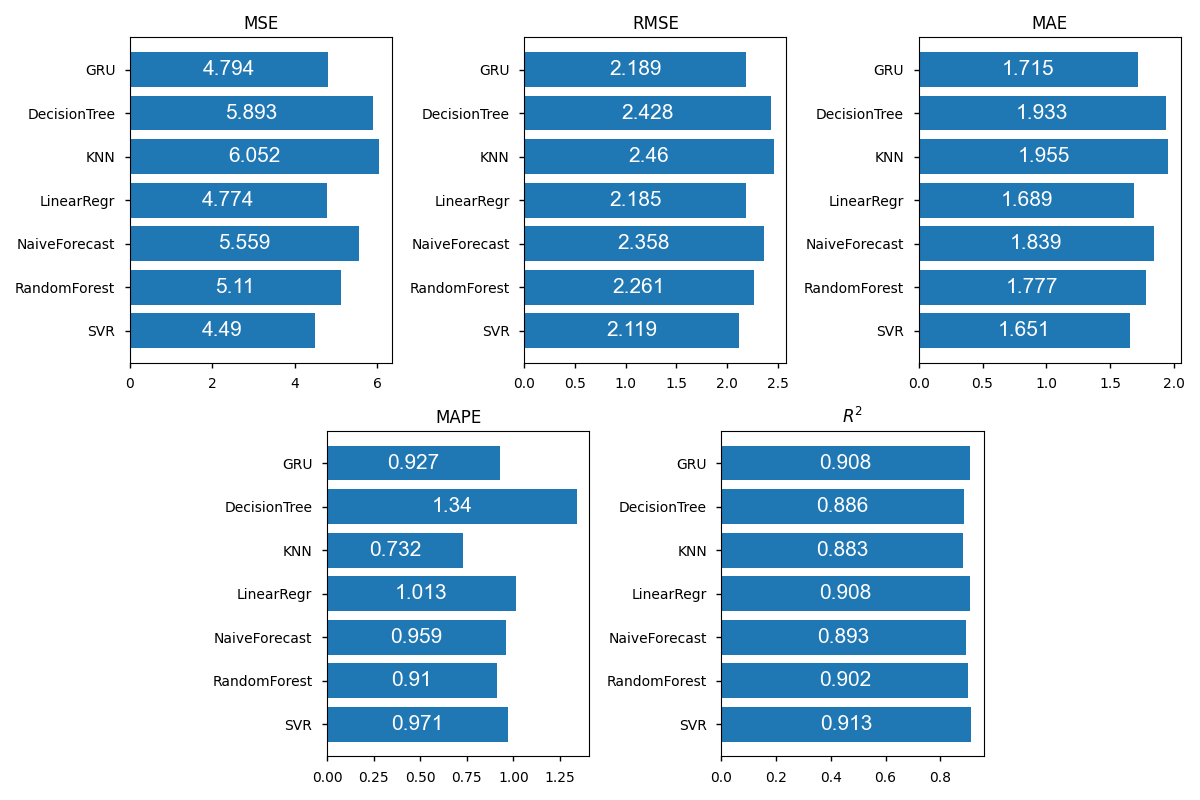 MSE
GRU 4.794
DecisionTree 5.893
KNN 6.052
LinearRegr 4.774
NaiveForecast 5.559
RandomForest 5.11
SVR 4.49
0 2 4 6
RMSE
GRU 2.189
DecisionTree 2.428
KNN 2.46
LinearRegr 2.185
NaiveForecast 2.358
RandomForest 2.261
SVR 2.119
0.0 0.5 1.0 1.5 2.0 2.5
MAE
GRU 1.715
DecisionTree 1.933
KNN 1.955
LinearRegr 1.689
NaiveForecast 1.839
RandomForest 1.777
SVR 1.651
0.0 0.5 1.0 1.5 2.0
MAPE
GRU 0.927
DecisionTree 1.34
KNN 0.732
LinearRegr 1.013
NaiveForecast 0.959
RandomForest 0.91
SVR 0.971
0.00 0.25 0.50 0.75 1.00 1.25
R²
GRU 0.908
DecisionTree 0.886
KNN 0.883
LinearRegr 0.908
NaiveForecast 0.893
RandomForest 0.902
SVR 0.913
0.0 0.2 0.4 0.6 0.8